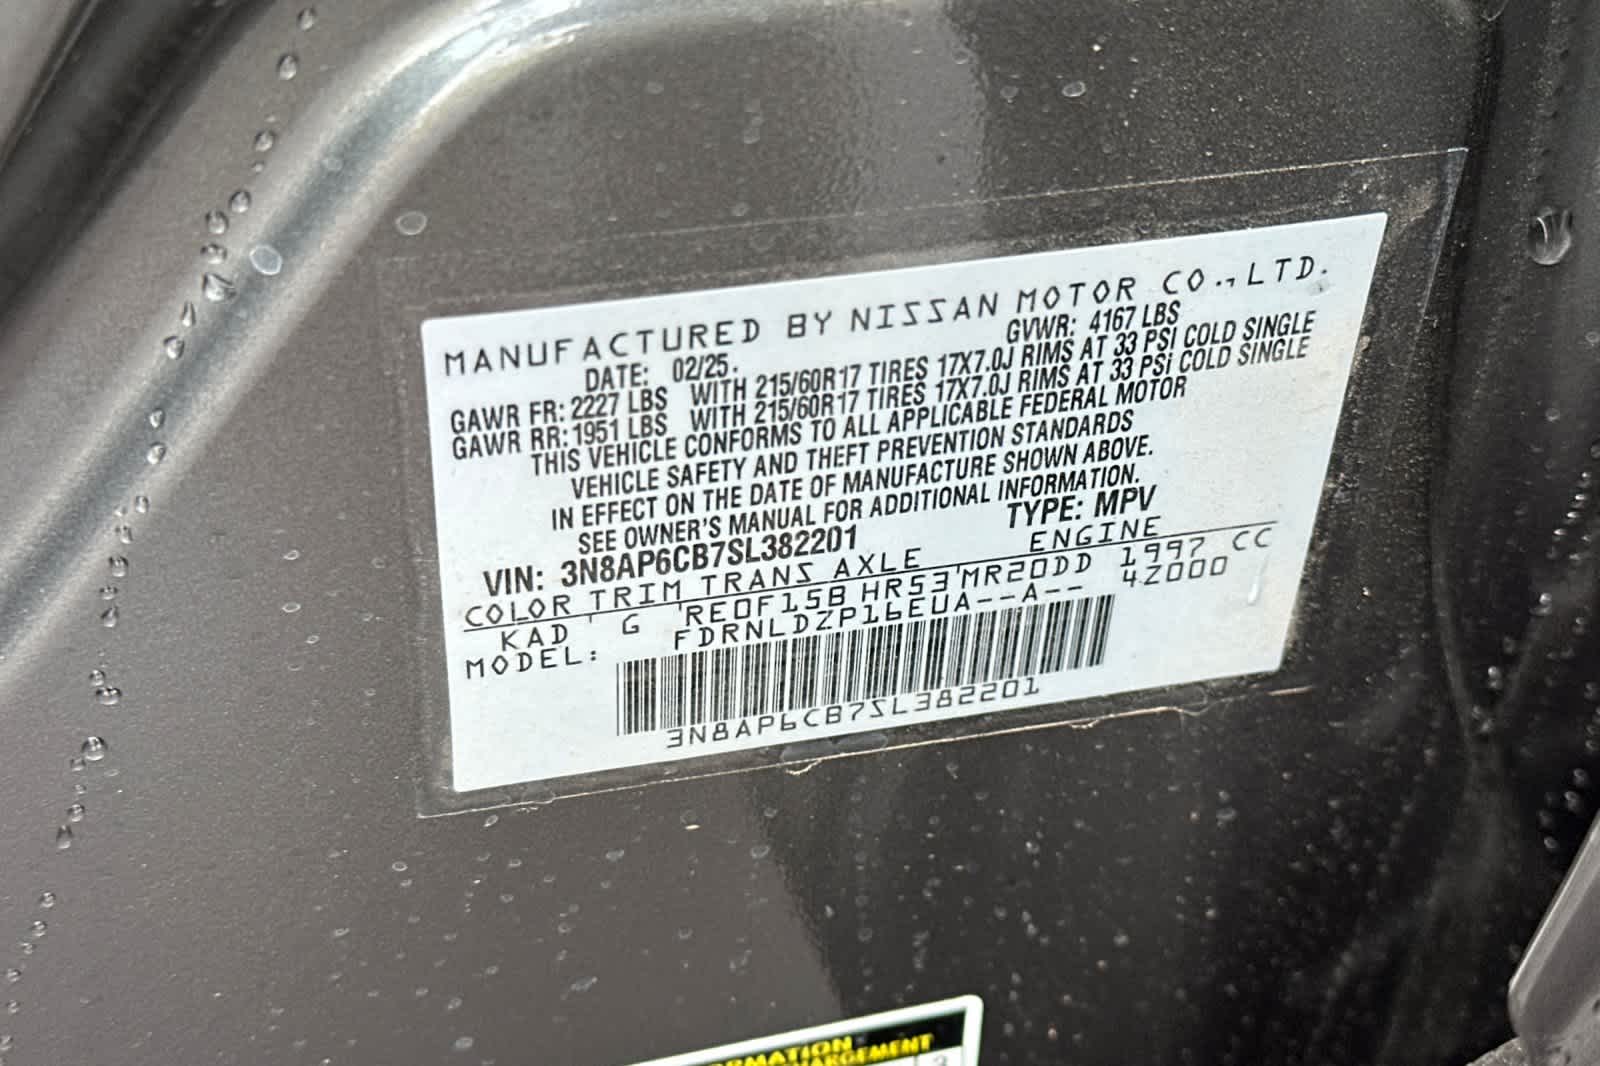 MANUFACTURED BY NISSAN MOTOR CO., LTD.
DATE: 02/25. GVWR: 4167 LBS
GAWR FR: 2227 LBS WITH 215/60R17 TIRES 17X7.0J RIMS AT 33 PSI COLD SINGLE
GAWR RR: 1951 LBS WITH 215/60R17 TIRES 17X7.0J RIMS AT 33 PSi COLD SINGLE
THIS VEHICLE CONFORMS TO ALL APPLICABLE FEDERAL MOTOR
VEHICLE SAFETY AND THEFT PREVENTION STANDARDS
IN EFFECT ON THE DATE OF MANUFACTURE SHOWN ABOVE.
SEE OWNER'S MANUAL FOR ADDITIONAL INFORMATION.
VIN: 3N8AP6CB7SL382201 TYPE: MPV
COLOR TRIM TRANS AXLE ENGINE
KAD G RE0F15B HR53 MR20DD 1997 CC
MODEL: FDRNLDZP16EUA--A-- 4Z000
3N8AP6CB7SL382201